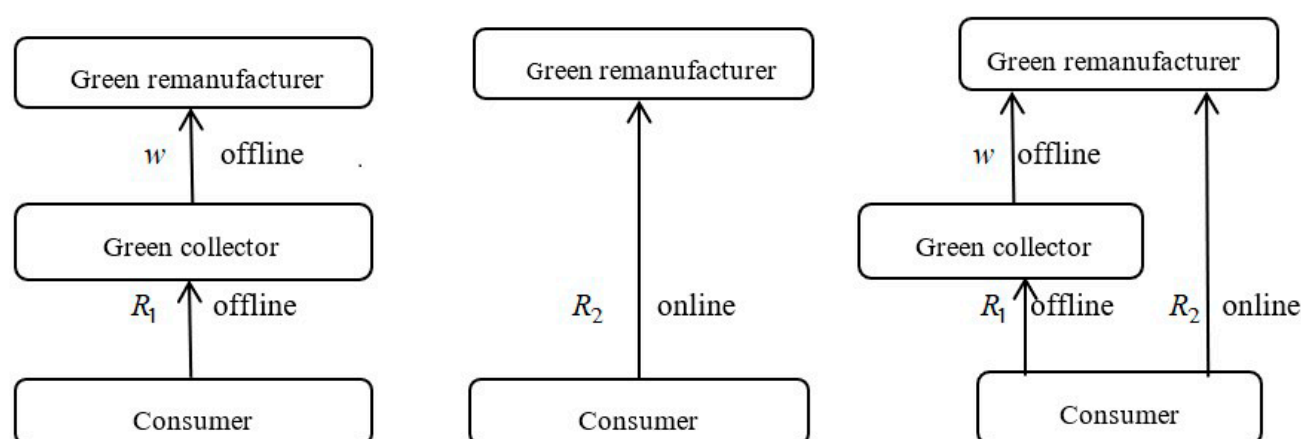 Green remanufacturer
w offline
Green collector
R₁ offline
Consumer
Green remanufacturer
R₂ online
Consumer
Green remanufacturer
w offline
Green collector
R₁ offline R₂ online
Consumer